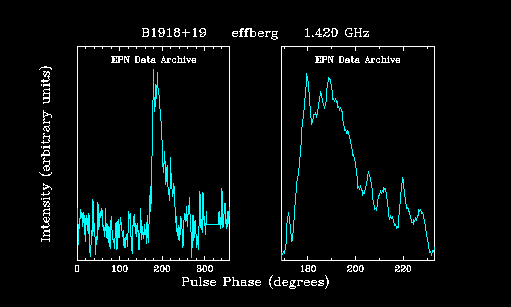 B1918+19 effberg 1.420 GHz
EPN Data Archive
EPN Data Archive
Intensity (arbitrary units)
0 100 200 300
180 200 220
Pulse Phase (degrees)